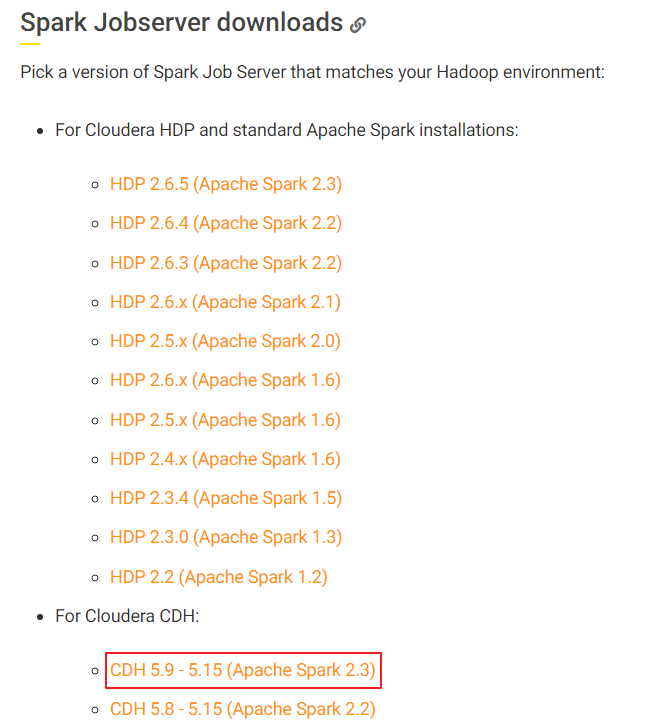 Spark Jobserver downloads
Pick a version of Spark Job Server that matches your Hadoop environment:
For Cloudera HDP and standard Apache Spark installations:
HDP 2.6.5 (Apache Spark 2.3)
HDP 2.6.4 (Apache Spark 2.2)
HDP 2.6.3 (Apache Spark 2.2)
HDP 2.6.x (Apache Spark 2.1)
HDP 2.5.x (Apache Spark 2.0)
HDP 2.6.x (Apache Spark 1.6)
HDP 2.5.x (Apache Spark 1.6)
HDP 2.4.x (Apache Spark 1.6)
HDP 2.3.4 (Apache Spark 1.5)
HDP 2.3.0 (Apache Spark 1.3)
HDP 2.2 (Apache Spark 1.2)
For Cloudera CDH:
CDH 5.9 - 5.15 (Apache Spark 2.3)
CDH 5.8 - 5.15 (Apache Spark 2.2)